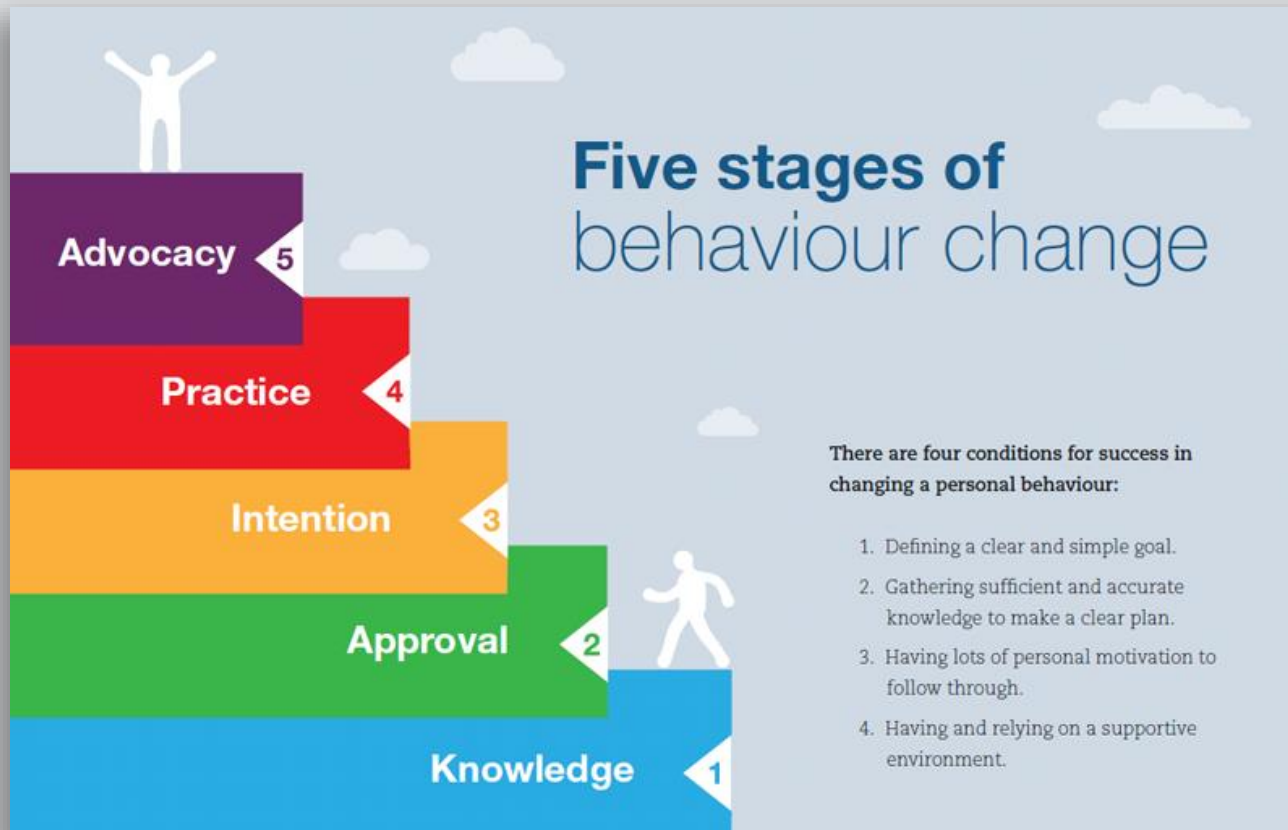 Five stages of
behaviour change
Advocacy 5
Practice 4
Intention 3
Approval 2
Knowledge 1
There are four conditions for success in
changing a personal behaviour:
1. Defining a clear and simple goal.
2. Gathering sufficient and accurate
knowledge to make a clear plan.
3. Having lots of personal motivation to
follow through.
4. Having and relying on a supportive
environment.